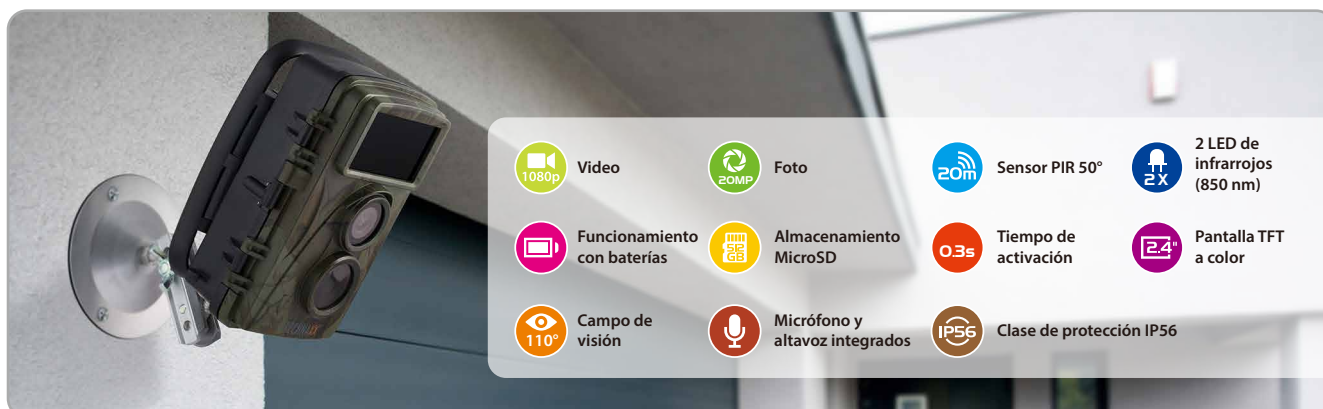 1080p
Video
20MP
Foto
20m
Sensor PIR 50°
2X
2 LED de
infrarrojos
(850 nm)
Funcionamiento
con baterías
512
GB
Almacenamiento
MicroSD
0.3s
Tiempo de
activación
2.4"
Pantalla TFT
a color
110°
Campo de
visión
Micrófono y
altavoz integrados
IP56
Clase de protección IP56